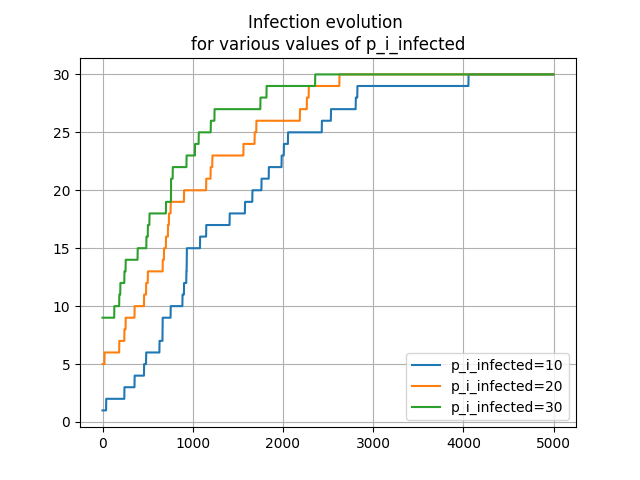 Infection evolution
for various values of p_i_infected
30
25
20
15
10
5
0
0 1000 2000 3000 4000 5000
p_i_infected=10
p_i_infected=20
p_i_infected=30